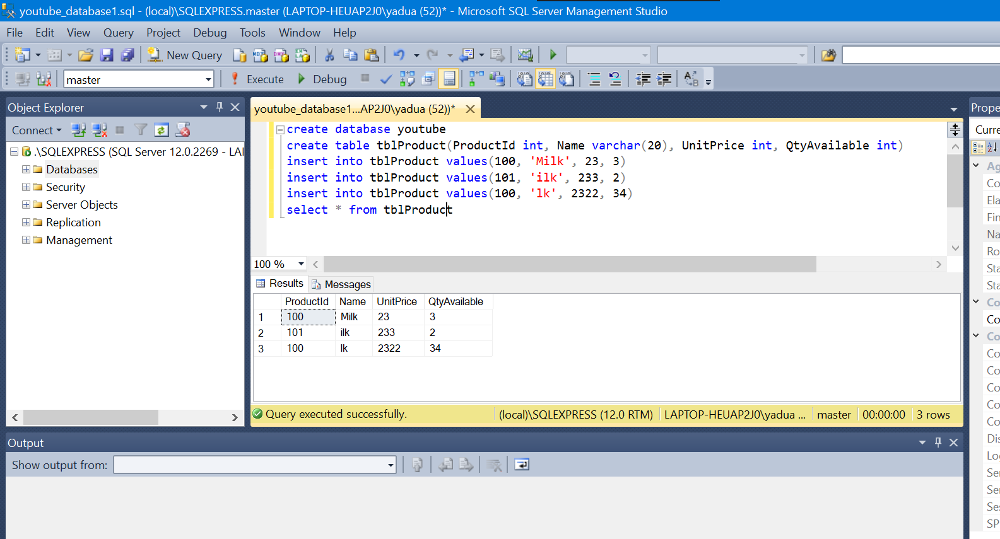 youtube_database1.sql - (local)\SQLEXPRESS.master (LAPTOP-HEUAP2J0\yadua (52))* - Microsoft SQL Server Management Studio
File Edit View Query Project Debug Tools Window Help
New Query
master Execute Debug
Object Explorer
Connect
.\SQLEXPRESS (SQL Server 12.0.2269 - LAI
Databases
Security
Server Objects
Replication
Management
youtube_database1...AP2J0\yadua (52))*
create database youtube
create table tblProduct(ProductId int, Name varchar(20), UnitPrice int, QtyAvailable int)
insert into tblProduct values(100, 'Milk', 23, 3)
insert into tblProduct values(101, 'ilk', 233, 2)
insert into tblProduct values(100, 'lk', 2322, 34)
select * from tblProduct
100 %
Results Messages
ProductId Name UnitPrice QtyAvailable
1 100 Milk 23 3
2 101 ilk 233 2
3 100 lk 2322 34
Query executed successfully. (local)\SQLEXPRESS (12.0 RTM) LAPTOP-HEUAP2J0\yadua ... master 00:00:00 3 rows
Output
Show output from:
Prope
Curre
Ag
Co
Ela
Fin
Na
Ro
Sta
Sta
Co
Co
Co
Co
Co
Co
Co
Co
Dis
Log
Ser
Ser
Ses
SP